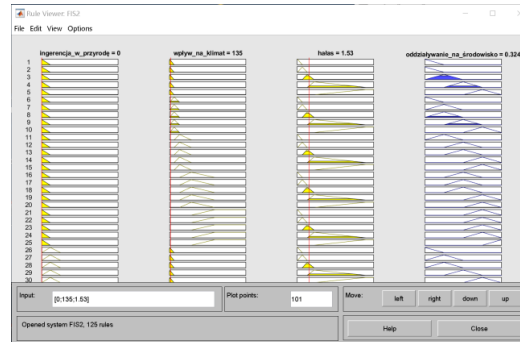 Rule Viewer: FIS2
File Edit View Options
ingerencja_w_przyrodę = 0
wpływ_na_klimat = 135
hałas = 1.53
oddziaływanie_na_środowisko = 0.324
1
2
3
4
5
6
7
8
9
10
11
12
13
14
15
16
17
18
19
20
21
22
23
24
25
26
27
28
29
30
Input: [0;135;1.53]
Plot points: 101
Move: left right down up
Opened system FIS2, 125 rules
Help Close